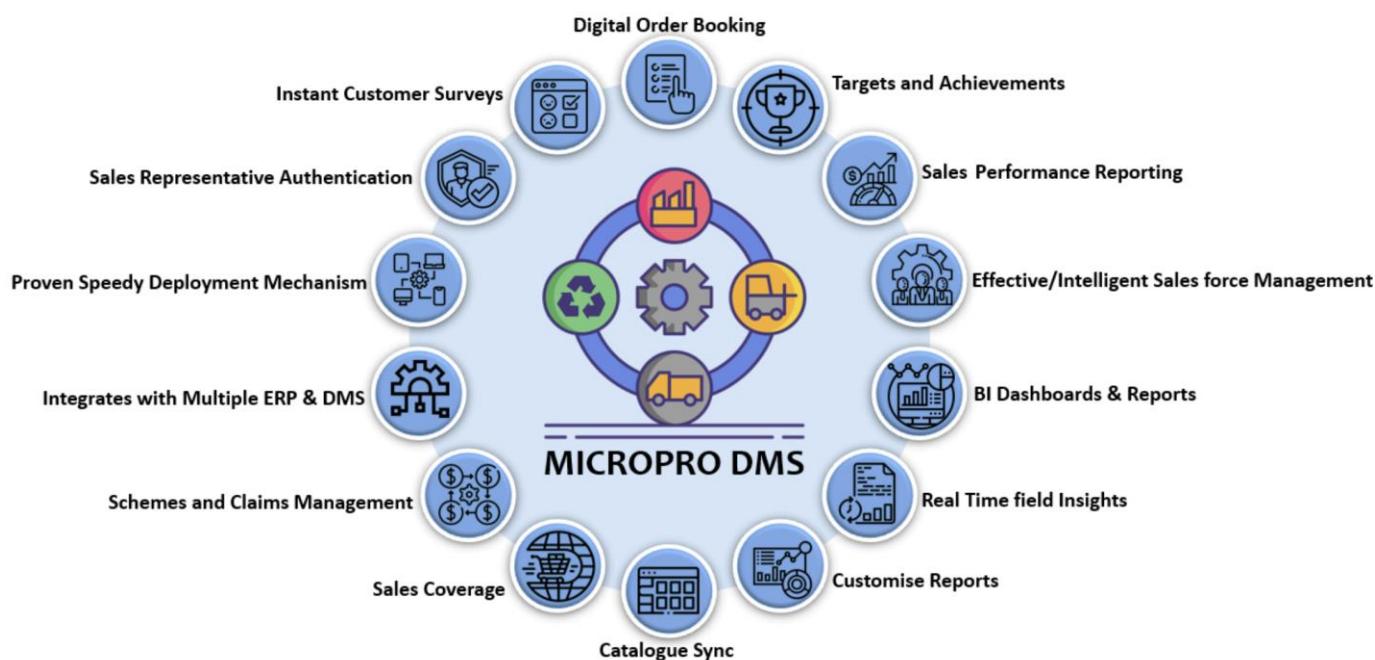 Digital Order Booking
Instant Customer Surveys
Targets and Achievements
Sales Representative Authentication
Sales Performance Reporting
Proven Speedy Deployment Mechanism
Effective/Intelligent Sales force Management
Integrates with Multiple ERP & DMS
BI Dashboards & Reports
MICROPRO DMS
Schemes and Claims Management
Real Time field Insights
Sales Coverage
Customise Reports
Catalogue Sync